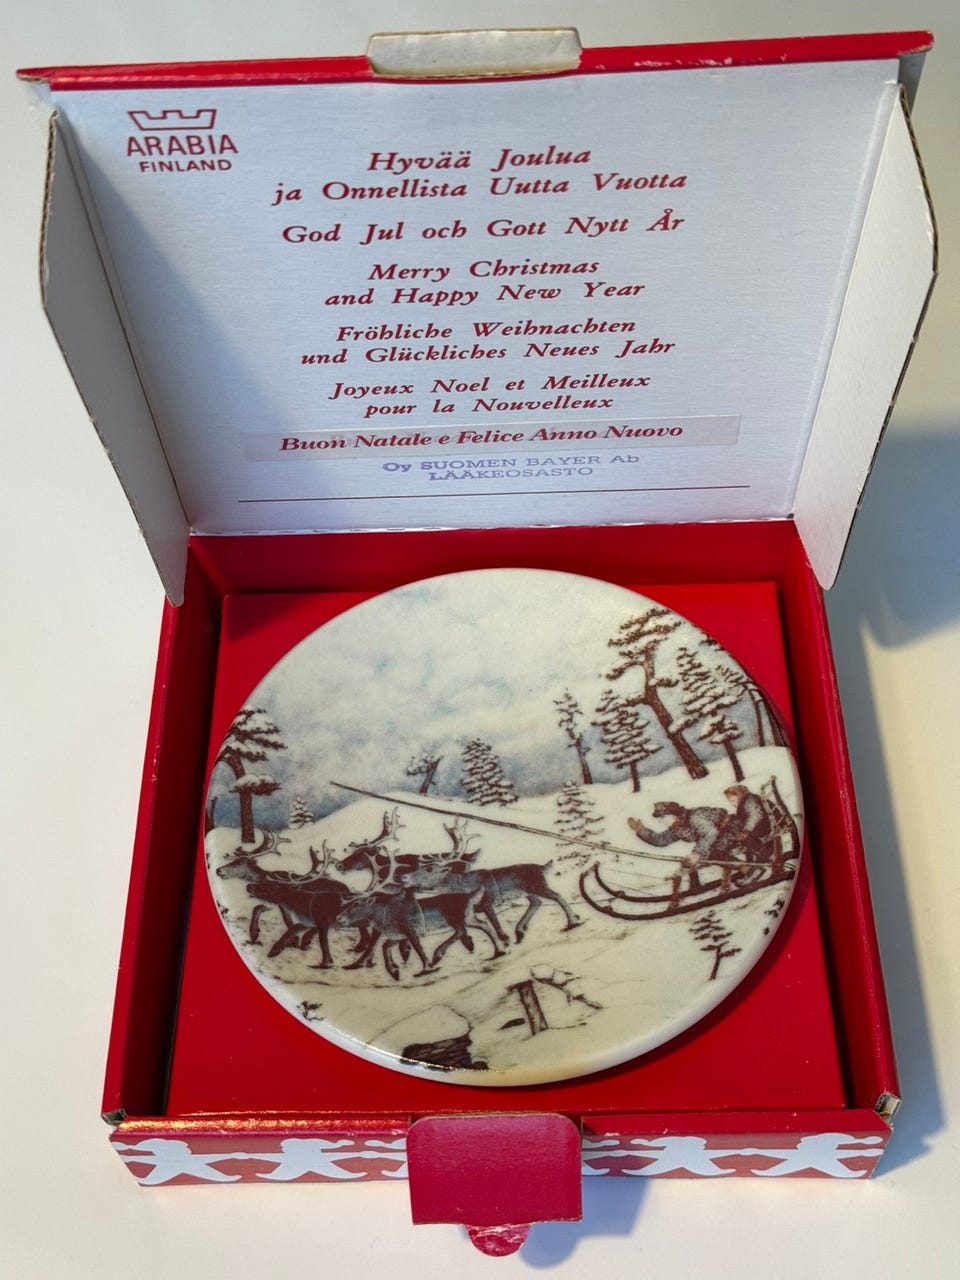 ARABIA
FINLAND
Hyvää Joulua
ja Onnellista Uutta Vuotta
God Jul och Gott Nytt År
Merry Christmas
and Happy New Year
Fröhliche Weihnachten
und Glückliches Neues Jahr
Joyeux Noel et Meilleux
pour la Nouvelleux
Buon Natale e Felice Anno Nuovo
Oy SUOMEN BAYER Ab
LÄÄKEOSASTO